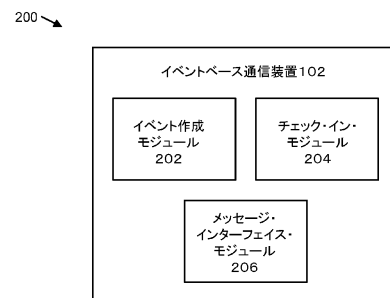 200
イベントベース通信装置102
イベント作成
モジュール
202
チェック・イン・
モジュール
204
メッセージ・
インターフェイス・
モジュール
206